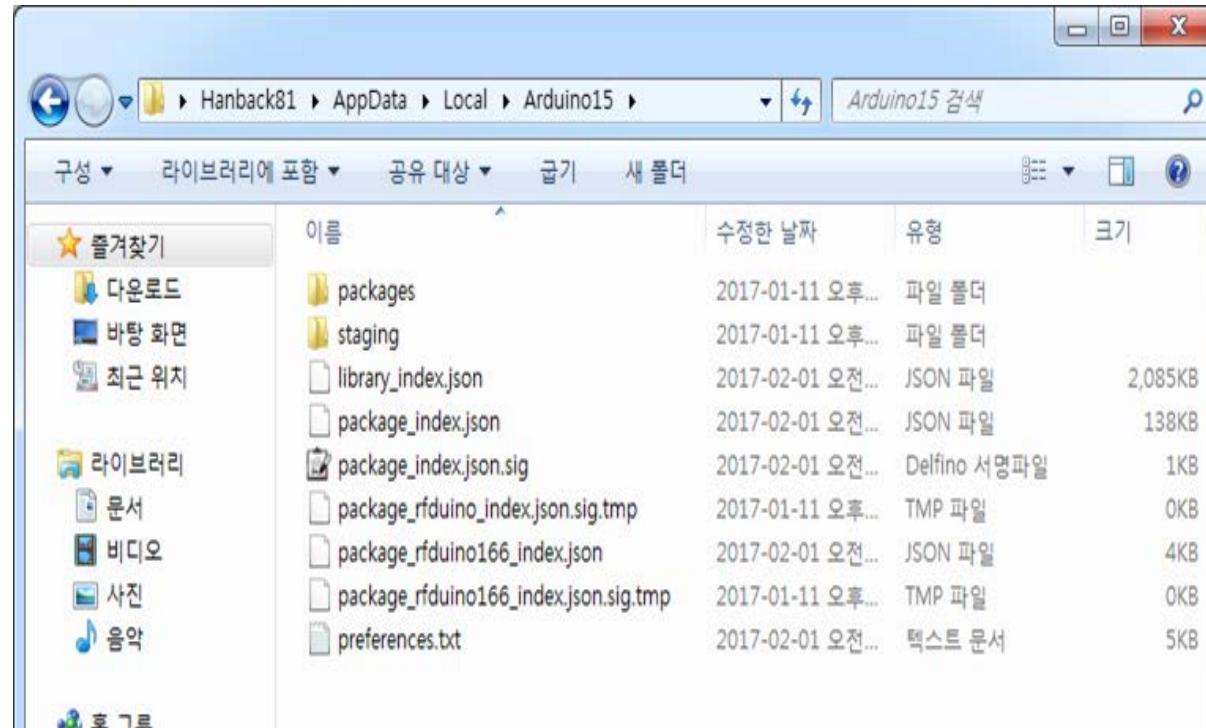 Hanback81 ▸ AppData ▸ Local ▸ Arduino15 ▸
Arduino15 검색
구성 라이브러리에 포함 공유 대상 굽기 새 폴더
이름 수정한 날짜 유형 크기
즐겨찾기
다운로드
바탕 화면
최근 위치
라이브러리
문서
비디오
사진
음악
홈 그룹
packages 2017-01-11 오후... 파일 폴더
staging 2017-01-11 오후... 파일 폴더
library_index.json 2017-02-01 오전... JSON 파일 2,085KB
package_index.json 2017-02-01 오전... JSON 파일 138KB
package_index.json.sig 2017-02-01 오전... Delfino 서명파일 1KB
package_rfduino_index.json.sig.tmp 2017-01-11 오후... TMP 파일 0KB
package_rfduino166_index.json 2017-02-01 오전... JSON 파일 4KB
package_rfduino166_index.json.sig.tmp 2017-01-11 오후... TMP 파일 0KB
preferences.txt 2017-02-01 오전... 텍스트 문서 5KB